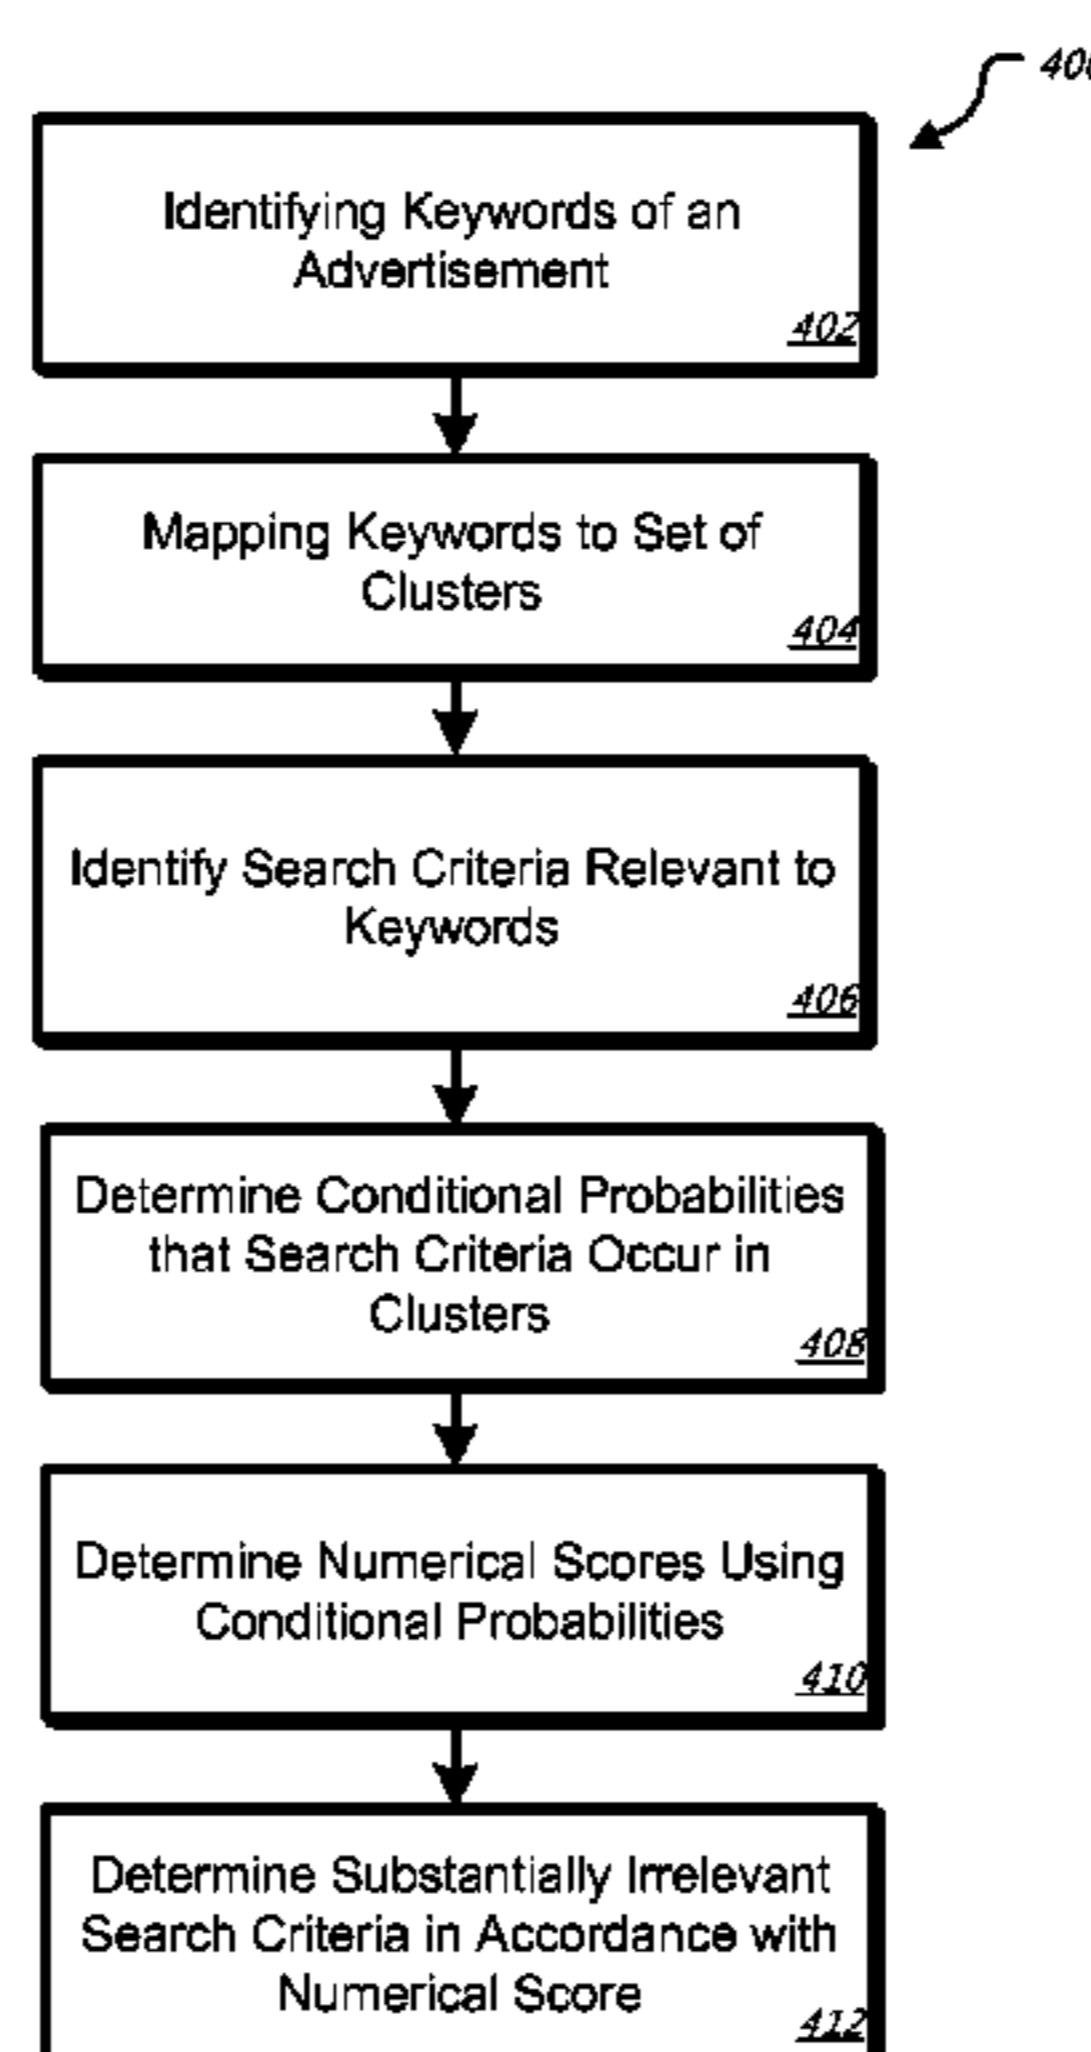 400
Identifying Keywords of an
Advertisement
402
Mapping Keywords to Set of
Clusters
404
Identify Search Criteria Relevant to
Keywords
406
Determine Conditional Probabilities
that Search Criteria Occur in
Clusters
408
Determine Numerical Scores Using
Conditional Probabilities
410
Determine Substantially Irrelevant
Search Criteria in Accordance with
Numerical Score
412